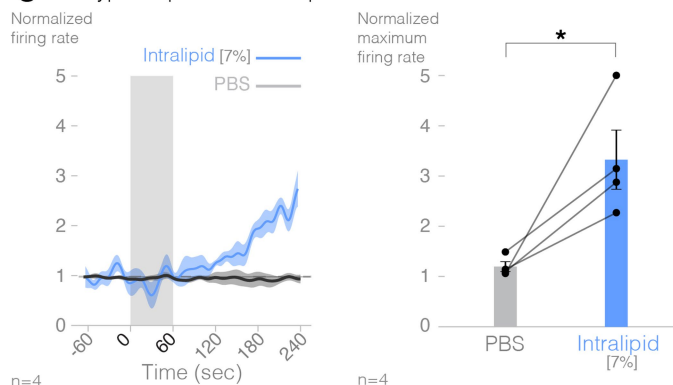 Normalized
firing rate
Intralipid [7%]
PBS
5
4
3
2
1
0
-60
0
60
120
180
240
Time (sec)
n=4
Normalized
maximum
firing rate
*
5
4
3
2
1
0
PBS
Intralipid
[7%]
n=4